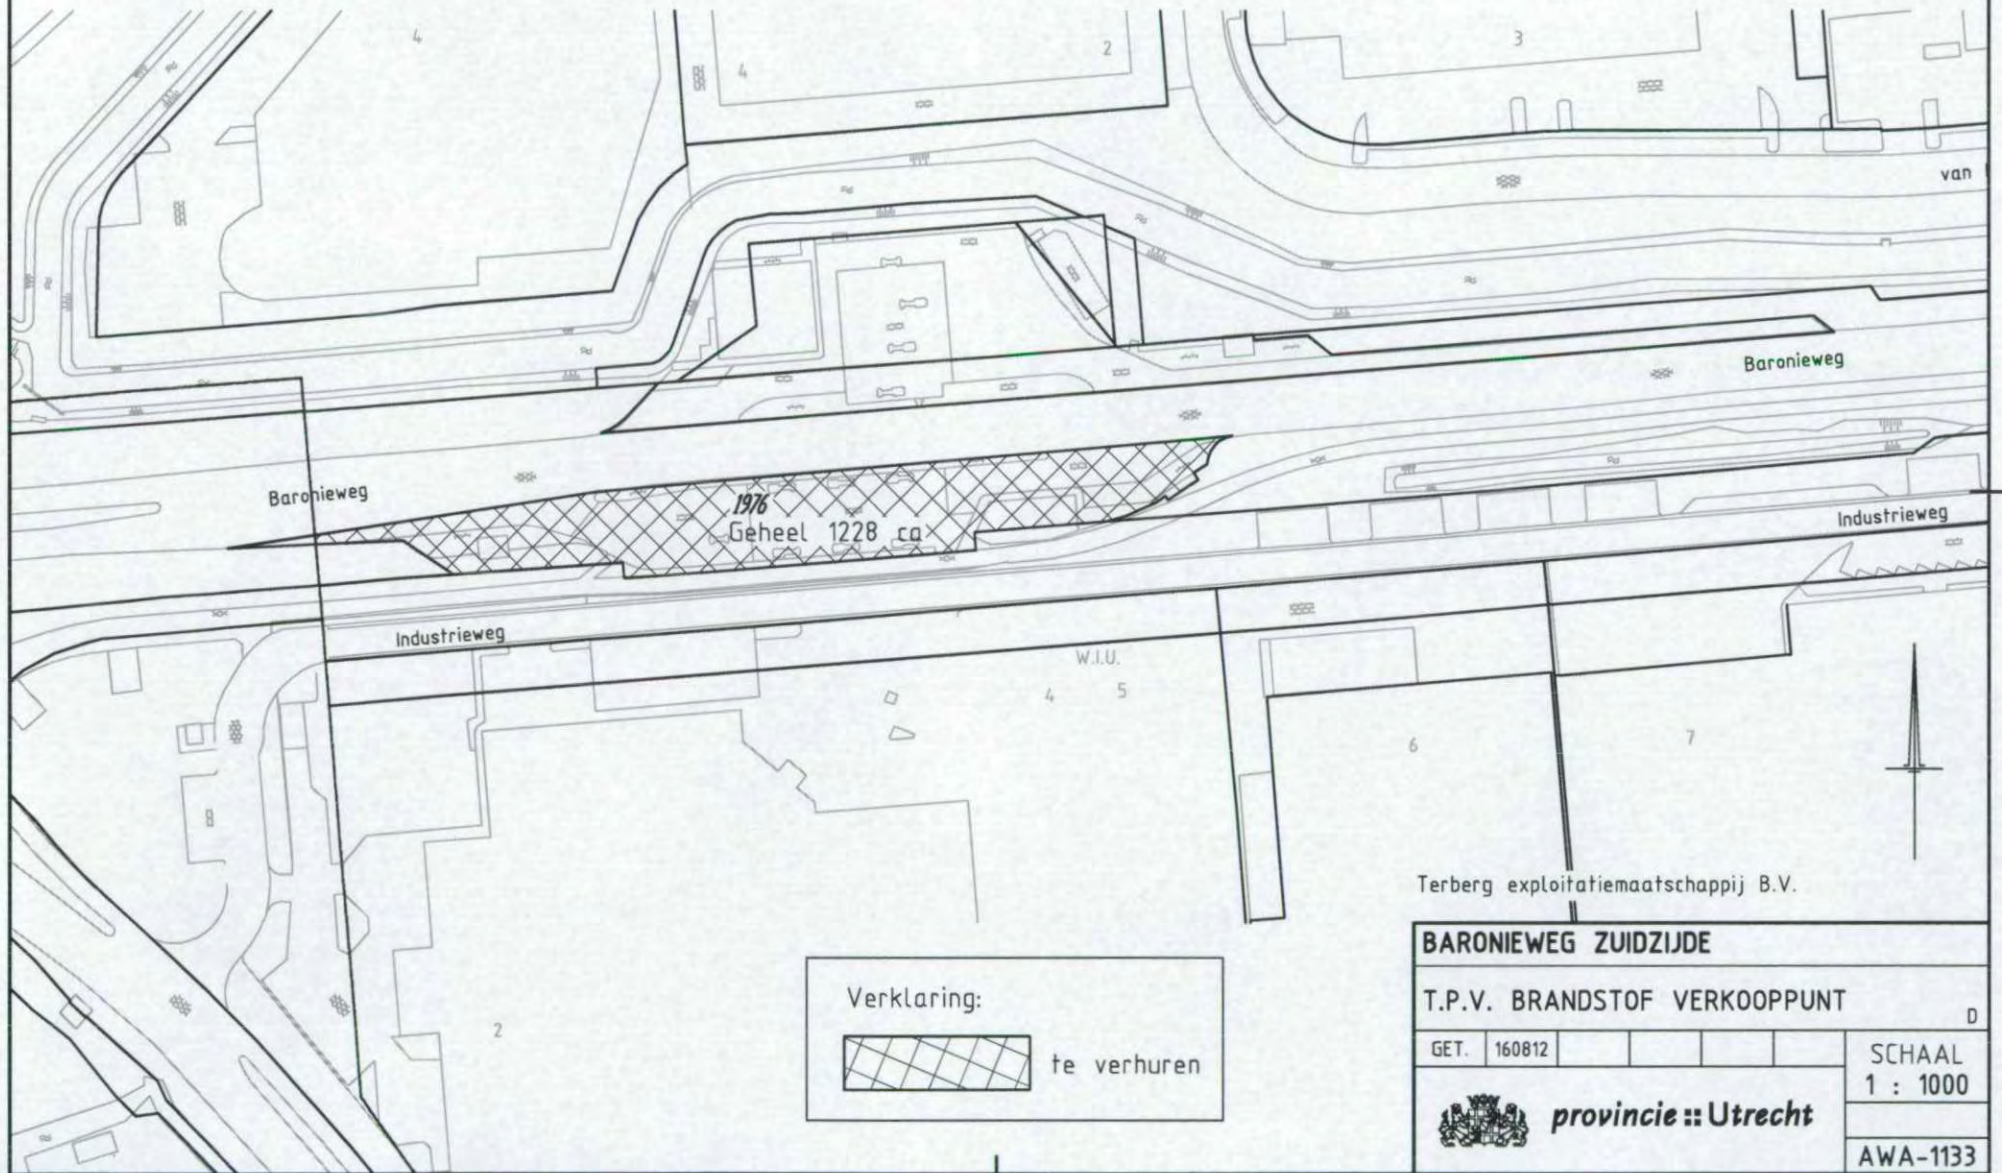 4
4
2
3
van
Baronieweg
Baronieweg
1976
Geheel 1228 ca
Industrieweg
Industrieweg
W.I.U.
4 5
6
7
2
Terberg exploitatiemaatschappij B.V.
BARONIEWEG ZUIDZIJDE
T.P.V. BRANDSTOF VERKOOPPUNT
D
GET. 160812
SCHAAL
1 : 1000
provincie :: Utrecht
AWA-1133
Verklaring:
te verhuren